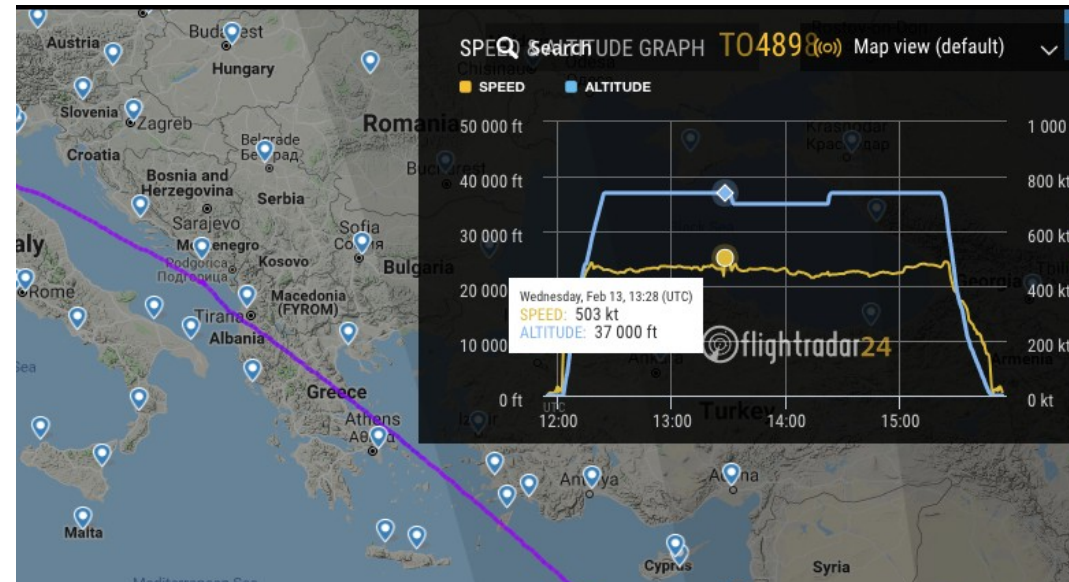 Austria
Budapest
Hungary
Slovenia
Zagreb
Croatia
Romania
Belgrade
Београд
Bosnia and
Herzegovina
Serbia
Sarajevo
Montenegro
Podgorica
Подгорица
Kosovo
Sofia
София
Bulgaria
Bucharest
aly
Rome
Macedonia
(FYROM)
Tirana
Albania
Sea
Greece
Athens
Malta
Mediterranean Sea
SPEED & ALTITUDE GRAPH
Search
TO4898
Map view (default)
Chisinau
Odesa
SPEED
ALTITUDE
50 000 ft
1 000
40 000 ft
800 kt
30 000 ft
600 kt
20 000
400 kt
10 000
200 kt
0 ft
0 kt
UTC
12:00
13:00
14:00
15:00
Wednesday, Feb 13, 13:28 (UTC)
SPEED: 503 kt
ALTITUDE: 37 000 ft
flightradar24
Krasnodar
Georgia
Armenia
Ankara
Turkey
Izmir
Cyprus
Syria